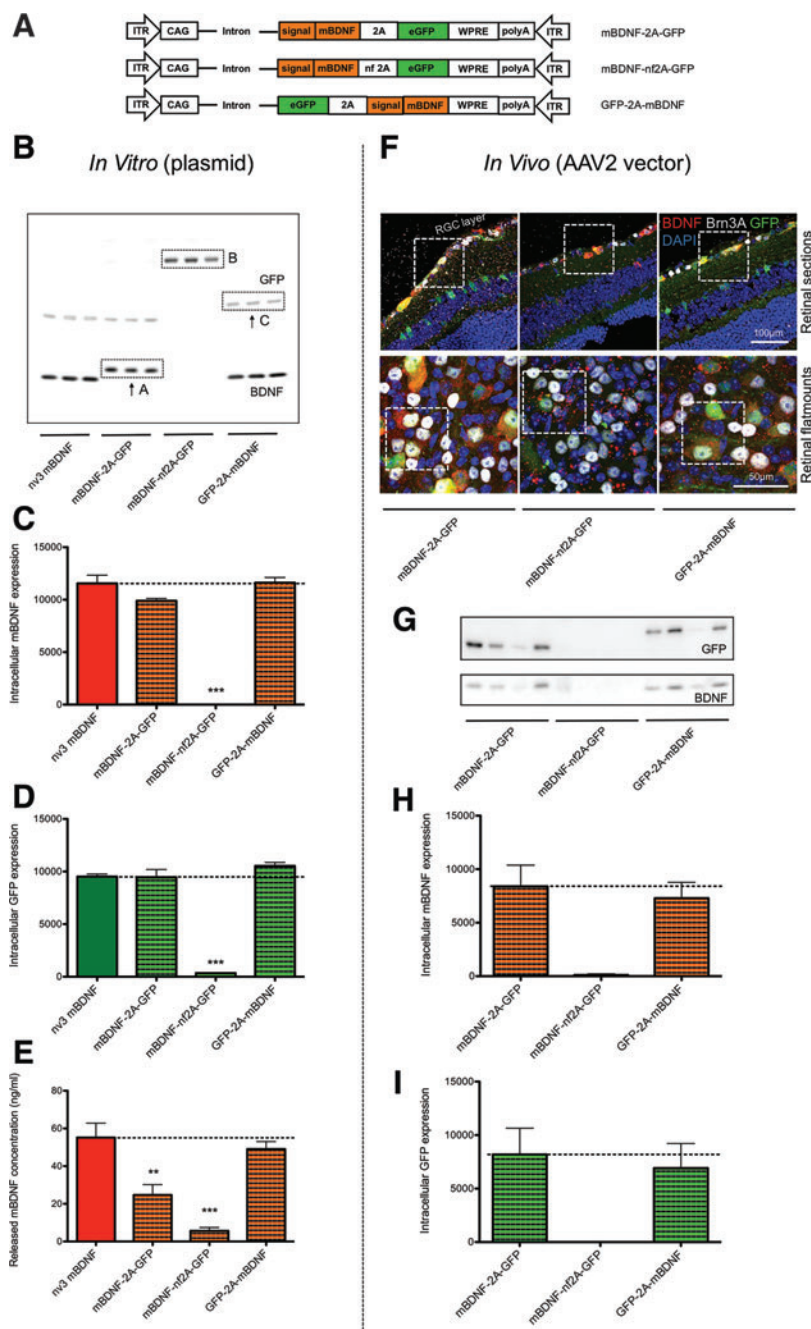 A
ITR CAG Intron signal mBDNF 2A eGFP WPRE polyA ITR mBDNF-2A-GFP
ITR CAG Intron signal mBDNF nf 2A eGFP WPRE polyA ITR mBDNF-nf2A-GFP
ITR CAG Intron eGFP 2A signal mBDNF WPRE polyA ITR GFP-2A-mBDNF
B
In Vitro (plasmid)
B
GFP
C
A
BDNF
nv3 mBDNF
mBDNF-2A-GFP
mBDNF-nf2A-GFP
GFP-2A-mBDNF
C
Intracellular mBDNF expression
15000
10000
5000
0
***
nv3 mBDNF
mBDNF-2A-GFP
mBDNF-nf2A-GFP
GFP-2A-mBDNF
D
Intracellular GFP expression
15000
10000
5000
0
***
nv3 mBDNF
mBDNF-2A-GFP
mBDNF-nf2A-GFP
GFP-2A-mBDNF
E
Released mBDNF concentration (ng/ml)
80
60
40
20
0
**
***
nv3 mBDNF
mBDNF-2A-GFP
mBDNF-nf2A-GFP
GFP-2A-mBDNF
F
In Vivo (AAV2 vector)
RGC layer
BDNF Brn3A GFP
DAPI
100µm
Retinal sections
50µm
Retinal flatmounts
mBDNF-2A-GFP
mBDNF-nf2A-GFP
GFP-2A-mBDNF
G
GFP
BDNF
mBDNF-2A-GFP
mBDNF-nf2A-GFP
GFP-2A-mBDNF
H
Intracellular mBDNF expression
15000
10000
5000
0
mBDNF-2A-GFP
mBDNF-nf2A-GFP
GFP-2A-mBDNF
I
Intracellular GFP expression
15000
10000
5000
0
mBDNF-2A-GFP
mBDNF-nf2A-GFP
GFP-2A-mBDNF